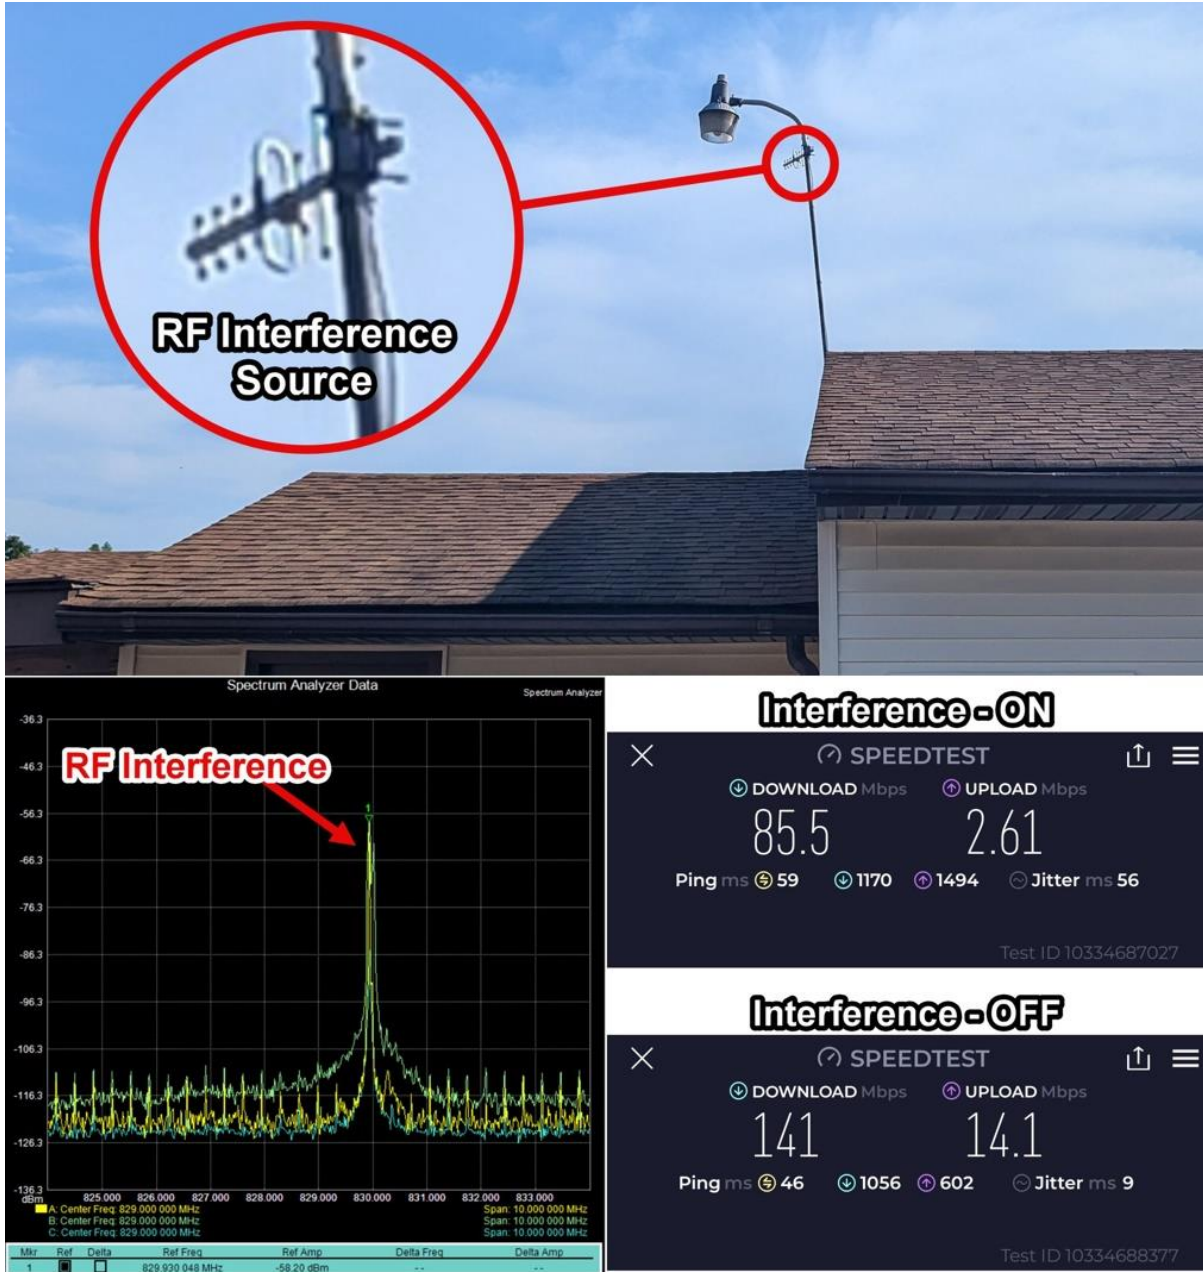 RF Interference
Source
Spectrum Analyzer Data
Spectrum Analyzer
-36.3
-46.3
RF Interference
-56.3
1
-66.3
-76.3
-86.3
-96.3
-106.3
-116.3
-126.3
-136.3
dBm
825.000 826.000 827.000 828.000 829.000 830.000 831.000 832.000 833.000
A: Center Freq: 829.000 000 MHz Span: 10.000 000 MHz
B: Center Freq: 829.000 000 MHz Span: 10.000 000 MHz
C: Center Freq: 829.000 000 MHz Span: 10.000 000 MHz
Mkr Ref Delta Ref Freq Ref Amp Delta Freq Delta Amp
1 829.930 048 MHz -58.20 dBm -- --
Interference - ON
SPEEDTEST
DOWNLOAD Mbps UPLOAD Mbps
85.5 2.61
Ping ms 59 1170 1494 Jitter ms 56
Test ID 10334687027
Interference - OFF
SPEEDTEST
DOWNLOAD Mbps UPLOAD Mbps
141 14.1
Ping ms 46 1056 602 Jitter ms 9
Test ID 10334688377